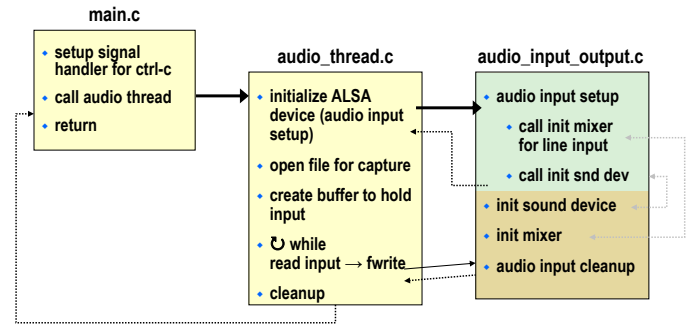 main.c
setup signal
handler for ctrl-c
call audio thread
return
audio_thread.c
initialize ALSA
device (audio input
setup)
open file for capture
create buffer to hold
input
↻ while
read input → fwrite
cleanup
audio_input_output.c
audio input setup
call init mixer
for line input
call init snd dev
init sound device
init mixer
audio input cleanup